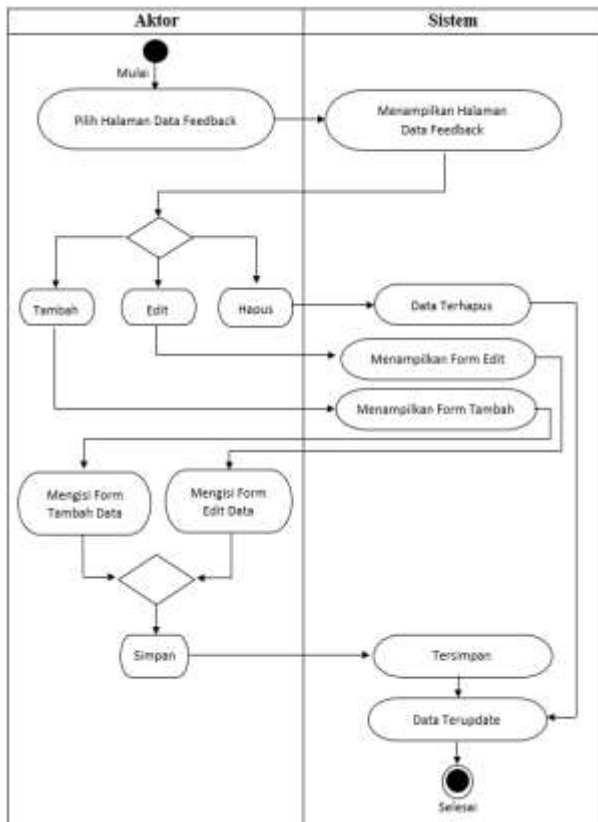 Aktor
Sistem
Mulai
Pilih Halaman Data Feedback
Menampilkan Halaman
Data Feedback
Tambah
Edit
Hapus
Data Terhapus
Menampilkan Form Edit
Menampilkan Form Tambah
Mengisi Form
Tambah Data
Mengisi Form
Edit Data
Simpan
Tersimpan
Data Terupdate
Selesai